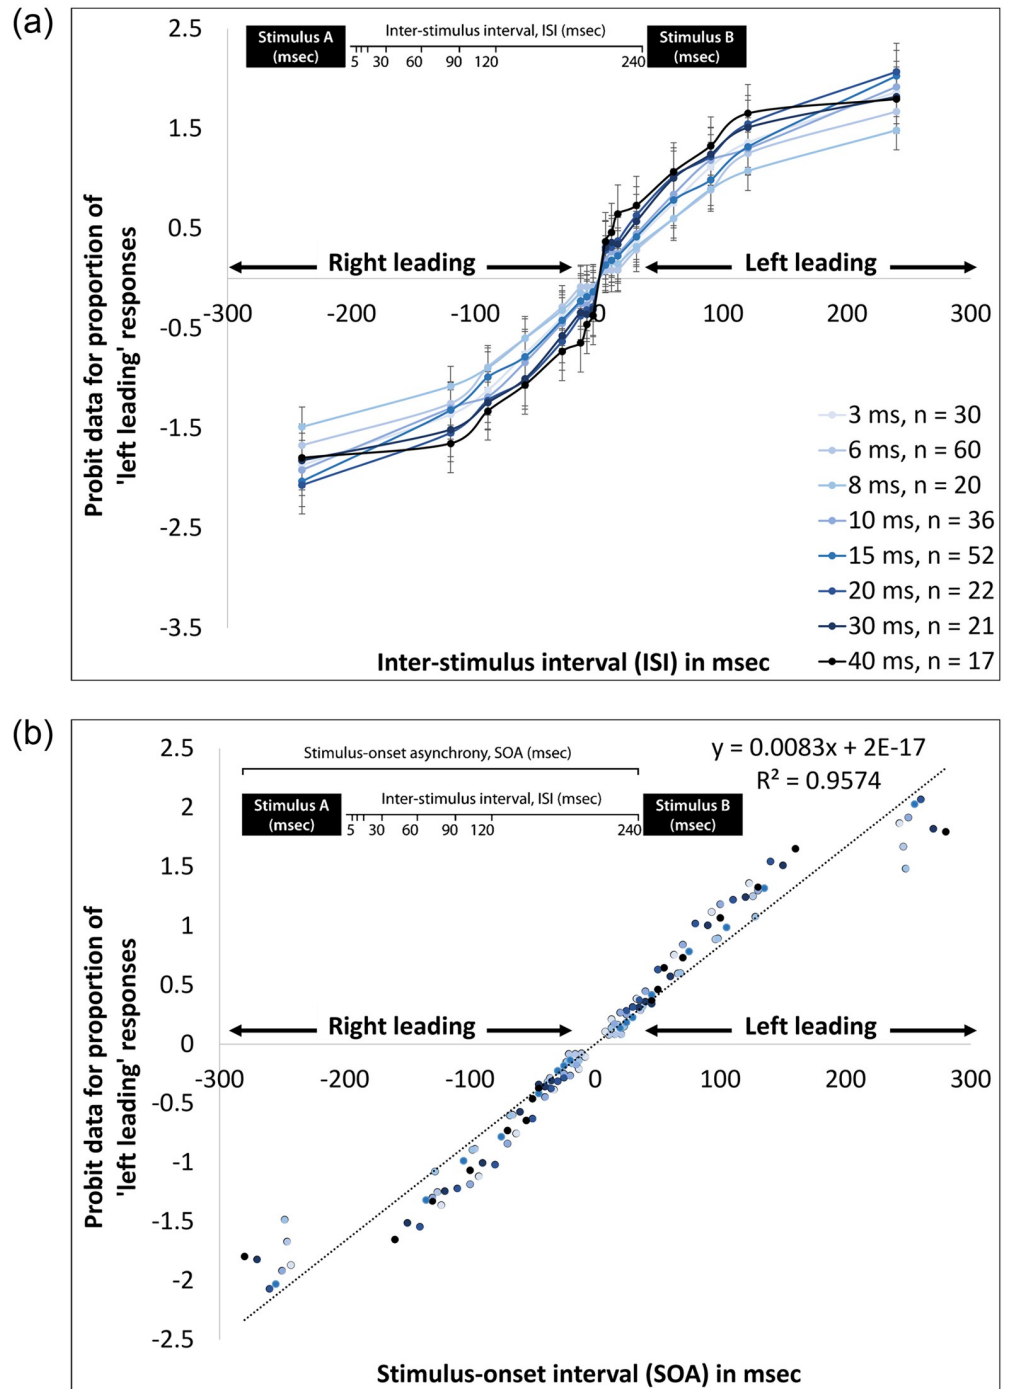 (a)
2.5
1.5
0.5
-0.5
-1.5
-2.5
-3.5
Stimulus A
(msec)
Inter-stimulus interval, ISI (msec)
5 30 60 90 120 240
Stimulus B
(msec)
Right leading
Left leading
-300 -200 -100 0 100 200 300
Probit data for proportion of
'left leading' responses
3 ms, n = 30
6 ms, n = 60
8 ms, n = 20
10 ms, n = 36
15 ms, n = 52
20 ms, n = 22
30 ms, n = 21
40 ms, n = 17
Inter-stimulus interval (ISI) in msec
(b)
2.5
2
1.5
1
0.5
0
-0.5
-1
-1.5
-2
-2.5
Stimulus-onset asynchrony, SOA (msec)
Stimulus A
(msec)
Inter-stimulus interval, ISI (msec)
5 30 60 90 120 240
Stimulus B
(msec)
y = 0.0083x + 2E-17
R² = 0.9574
Right leading
Left leading
-300 -200 -100 0 100 200 300
Probit data for proportion of
'left leading' responses
Stimulus-onset interval (SOA) in msec